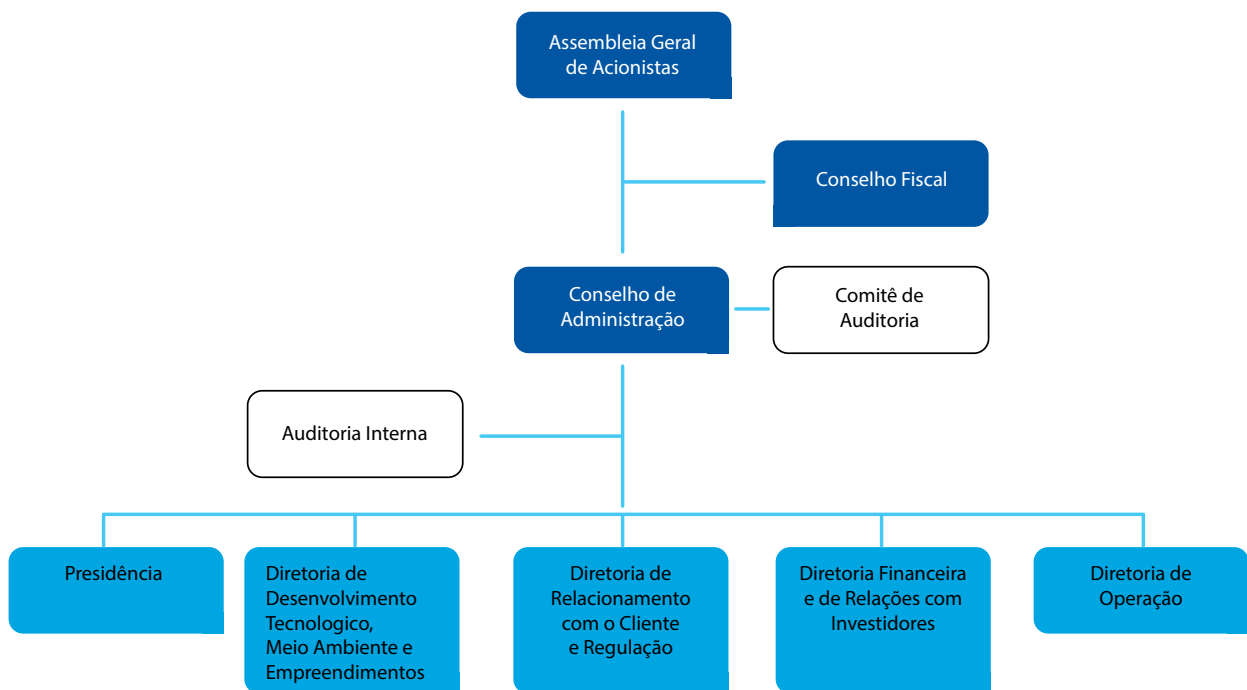 Assembleia Geral
de Acionistas
Conselho Fiscal
Conselho de
Administração
Comitê de
Auditoria
Auditoria Interna
Presidência
Diretoria de
Desenvolvimento
Tecnologico,
Meio Ambiente e
Empreendimentos
Diretoria de
Relacionamento
com o Cliente
e Regulação
Diretoria Financeira
e de Relações com
Investidores
Diretoria de
Operação